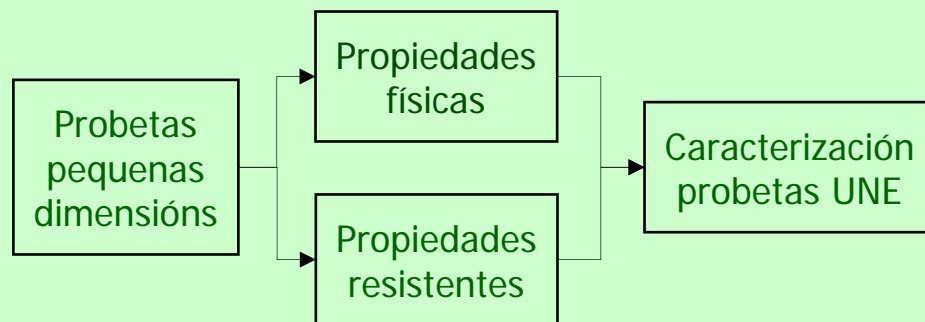 Probetas
pequenas
dimensións
Propiedades
físicas
Propiedades
resistentes
Caracterización
probetas UNE